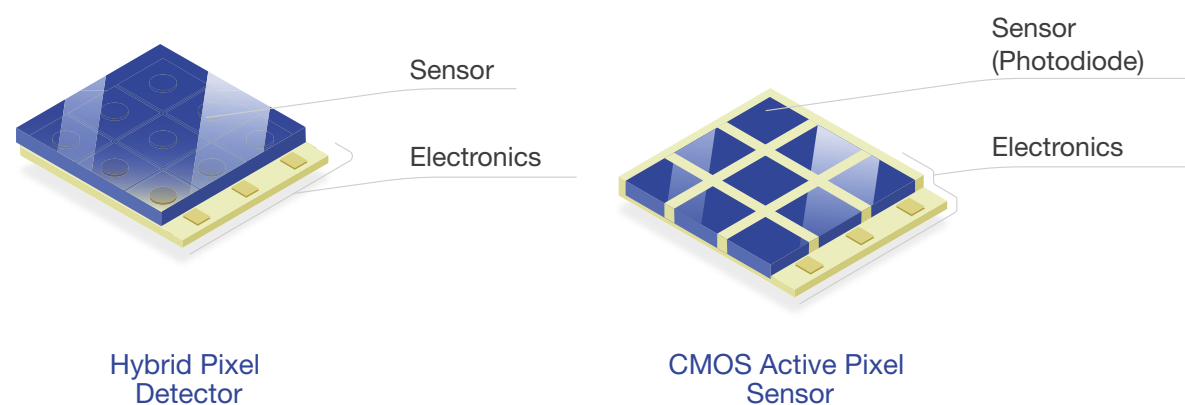 Sensor
Electronics
Hybrid Pixel
Detector
Sensor
(Photodiode)
Electronics
CMOS Active Pixel
Sensor